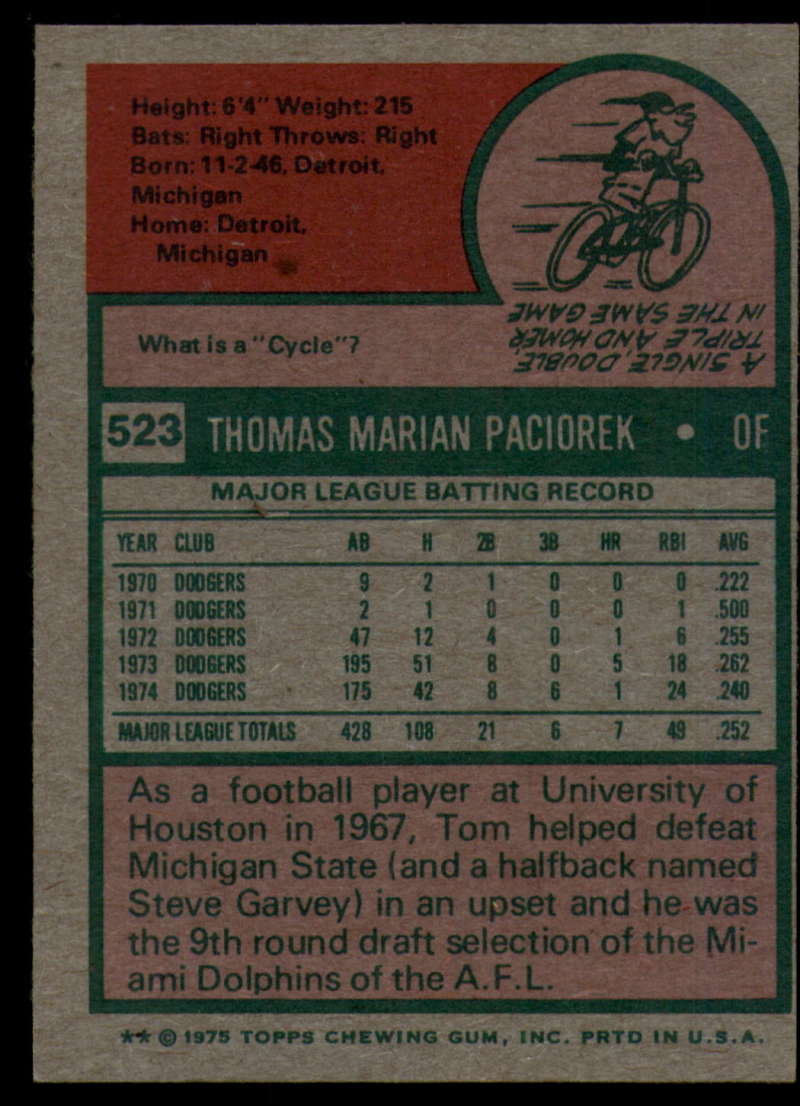 Height: 6'4" Weight: 215
Bats: Right Throws: Right
Born: 11-2-46, Detroit,
Michigan
Home: Detroit,
Michigan
What is a "Cycle"?
A SINGLE, DOUBLE,
TRIPLE AND HOMER
IN THE SAME GAME
523 THOMAS MARIAN PACIOREK • OF
MAJOR LEAGUE BATTING RECORD
YEAR CLUB AB H 2B 3B HR RBI AVG
1970 DODGERS 9 2 1 0 0 0 .222
1971 DODGERS 2 1 0 0 0 1 .500
1972 DODGERS 47 12 4 0 1 6 .255
1973 DODGERS 195 51 8 0 5 18 .262
1974 DODGERS 175 42 8 6 1 24 .240
MAJOR LEAGUE TOTALS 428 108 21 6 7 49 .252
As a football player at University of
Houston in 1967, Tom helped defeat
Michigan State (and a halfback named
Steve Garvey) in an upset and he was
the 9th round draft selection of the Mi-
ami Dolphins of the A.F.L.
** © 1975 TOPPS CHEWING GUM, INC. PRTD IN U.S.A.